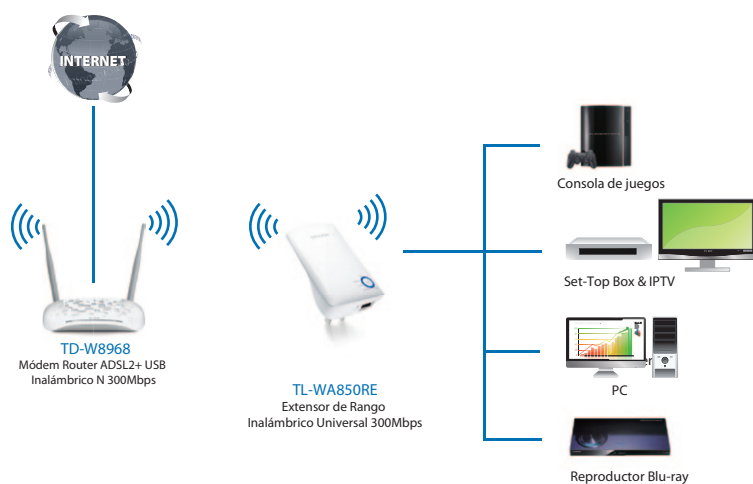 INTERNET
TD-W8968
Módem Router ADSL2+ USB
Inalámbrico N 300Mbps
TL-WA850RE
Extensor de Rango
Inalámbrico Universal 300Mbps
Consola de juegos
Set-Top Box & IPTV
PC
Reproductor Blu-ray